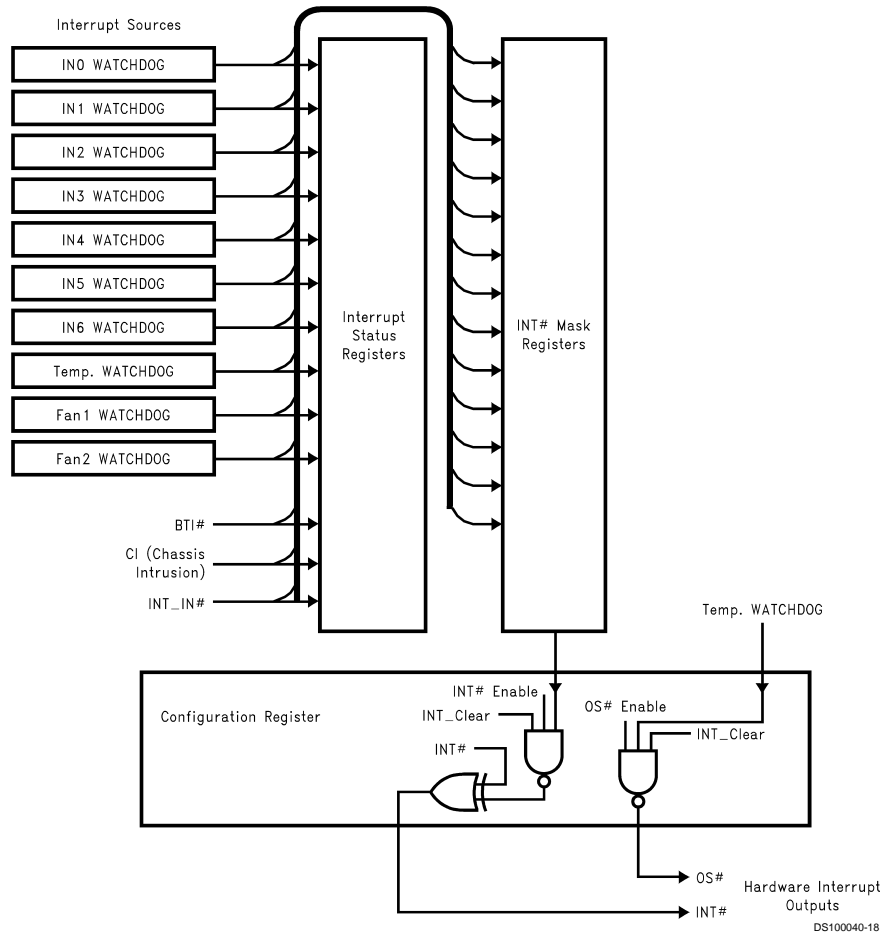 Interrupt Sources
IN0 WATCHDOG
IN1 WATCHDOG
IN2 WATCHDOG
IN3 WATCHDOG
IN4 WATCHDOG
IN5 WATCHDOG
IN6 WATCHDOG
Temp. WATCHDOG
Fan1 WATCHDOG
Fan2 WATCHDOG
BTI#
CI (Chassis
Intrusion)
INT_IN#
Interrupt
Status
Registers
INT# Mask
Registers
Temp. WATCHDOG
Configuration Register
INT# Enable
INT_Clear
INT#
OS# Enable
INT_Clear
OS#
INT#
Hardware Interrupt
Outputs
DS100040-18